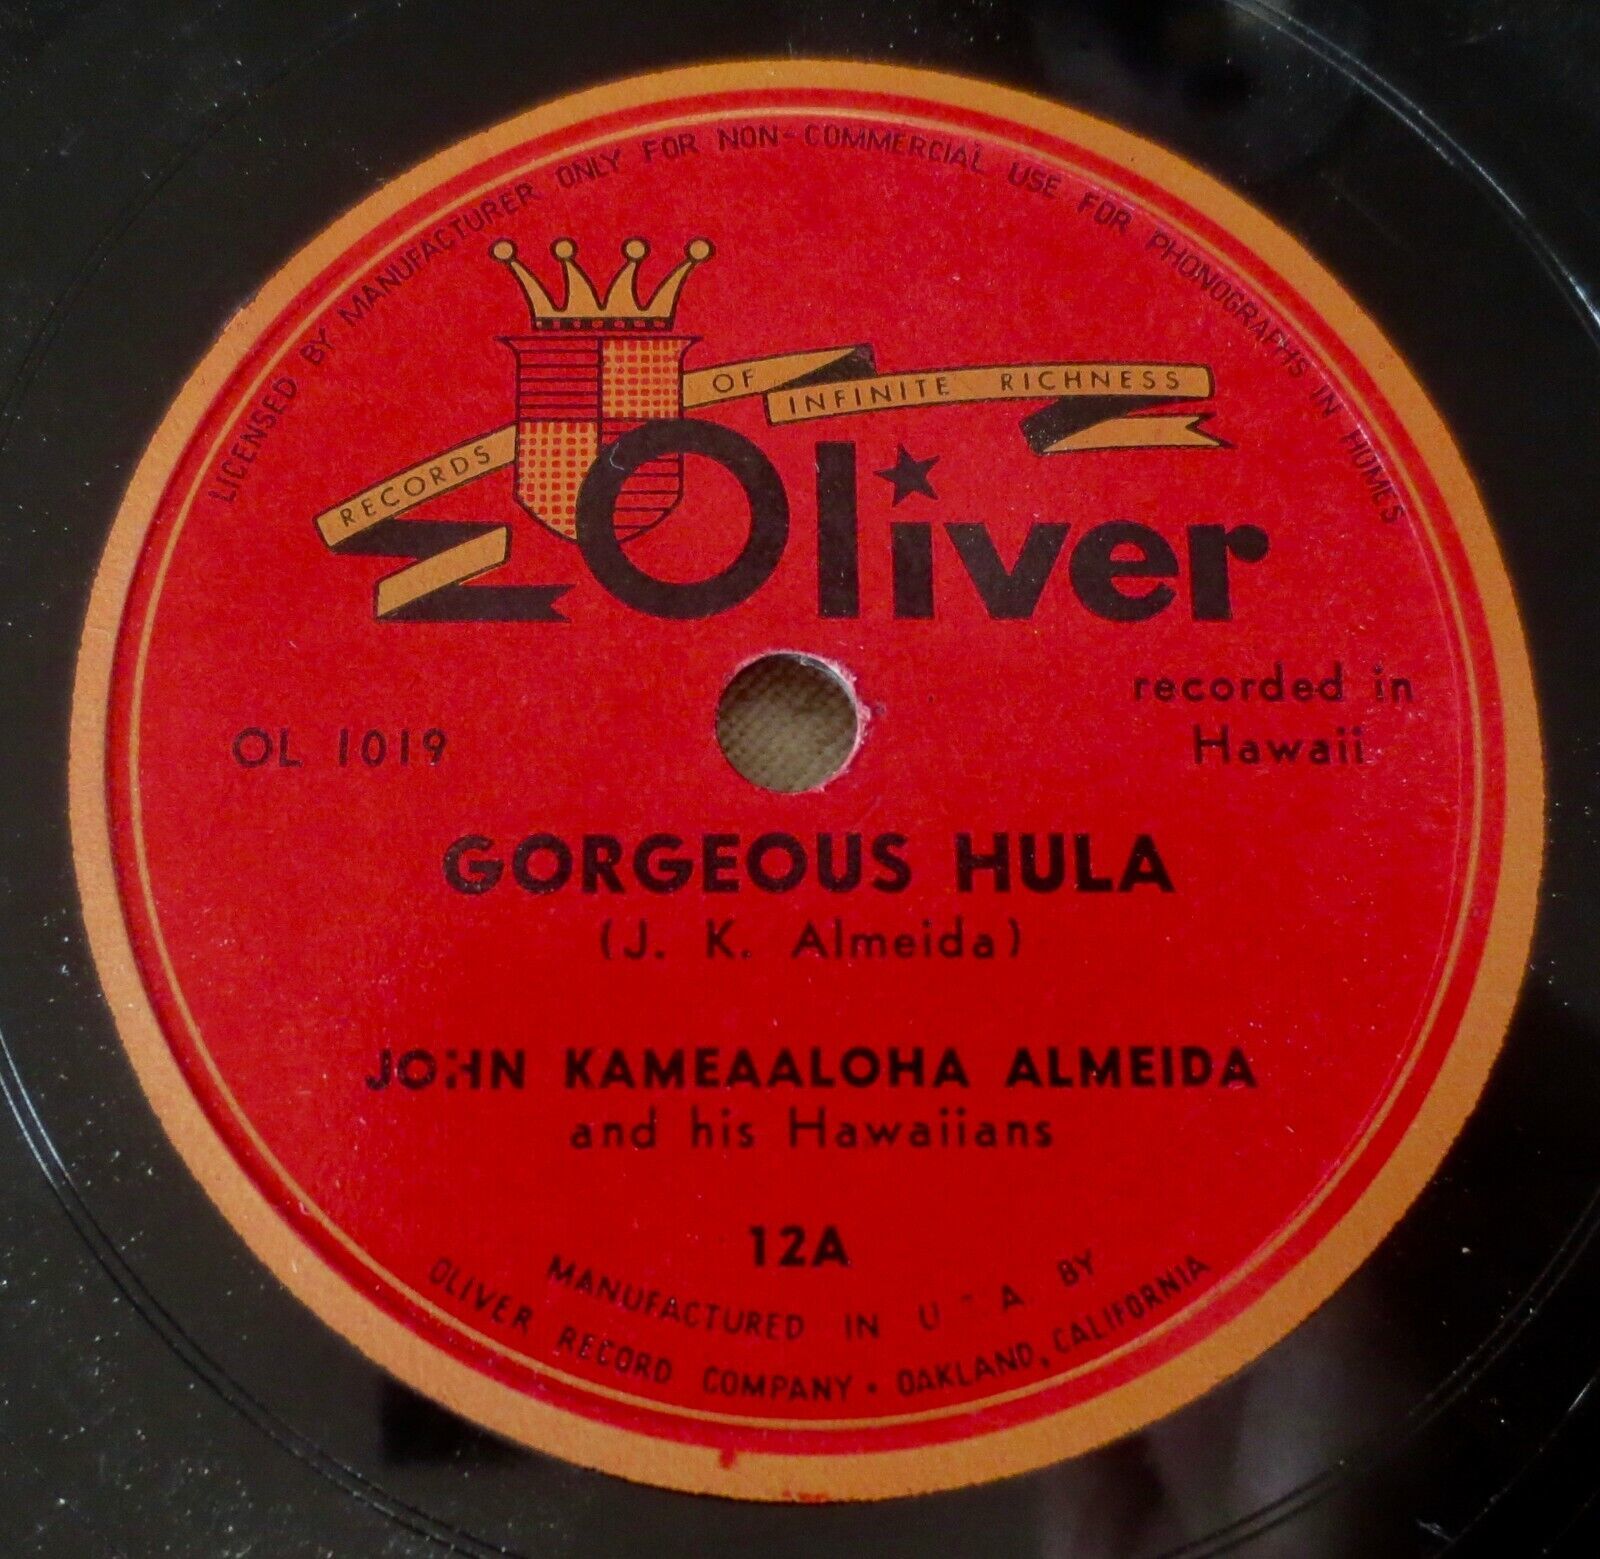 LICENSED BY MANUFACTURER ONLY FOR NON-COMMERCIAL USE FOR PHONOGRAPHS IN HOMES
RECORDS OF INFINITE RICHNESS
Oliver
recorded in
Hawaii
OL 1019
GORGEOUS HULA
(J. K. Almeida)
JOHN KAMEAALOHA ALMEIDA
and his Hawaiians
12A
MANUFACTURED IN U A BY
OLIVER RECORD COMPANY • OAKLAND, CALIFORNIA